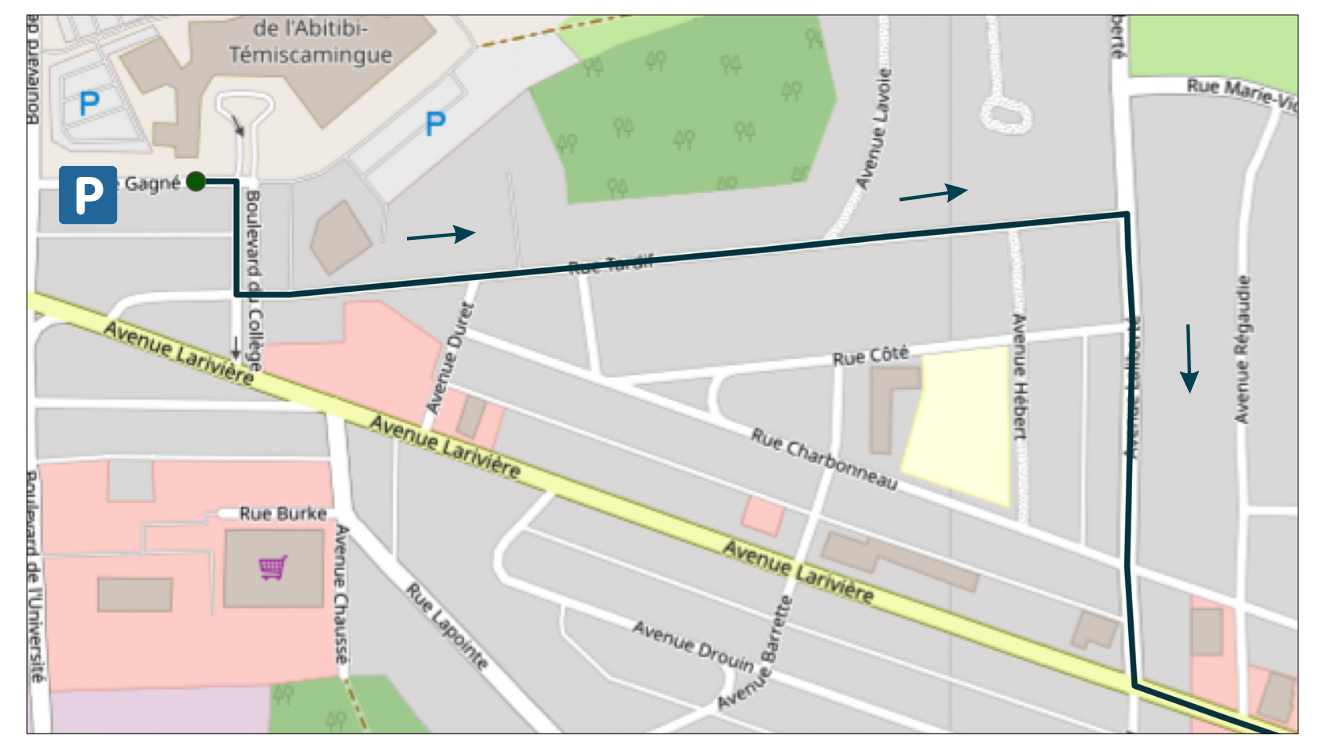 de l'Abitibi-
Témiscamingue
P
P
P
Gagné
Boulevard du Collège
Avenue Lavoie
berté
Rue Marie-Vic
Rue Tardif
Avenue Duret
Avenue Larivière
Avenue Larivière
Avenue Larivière
Rue Côté
Avenue Hébert
Avenue Régaudie
Rue Charbonneau
Rue Burke
Avenue Chaussé
Rue Lapointe
Avenue Drouin
Avenue Barrette
Boulevard de l'Université